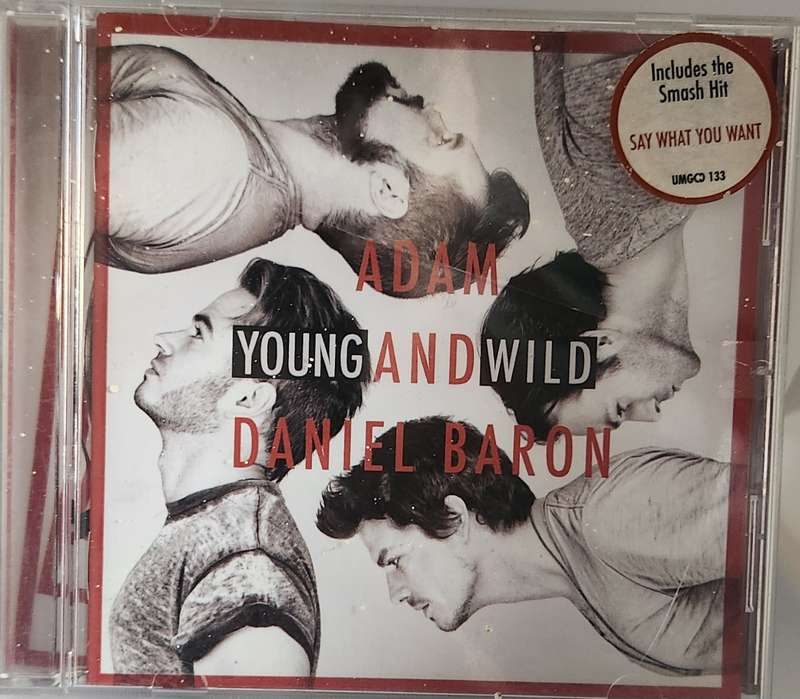 Includes the
Smash Hit
SAY WHAT YOU WANT
UMGCD 133
ADAM
YOUNG AND WILD
DANIEL BARON